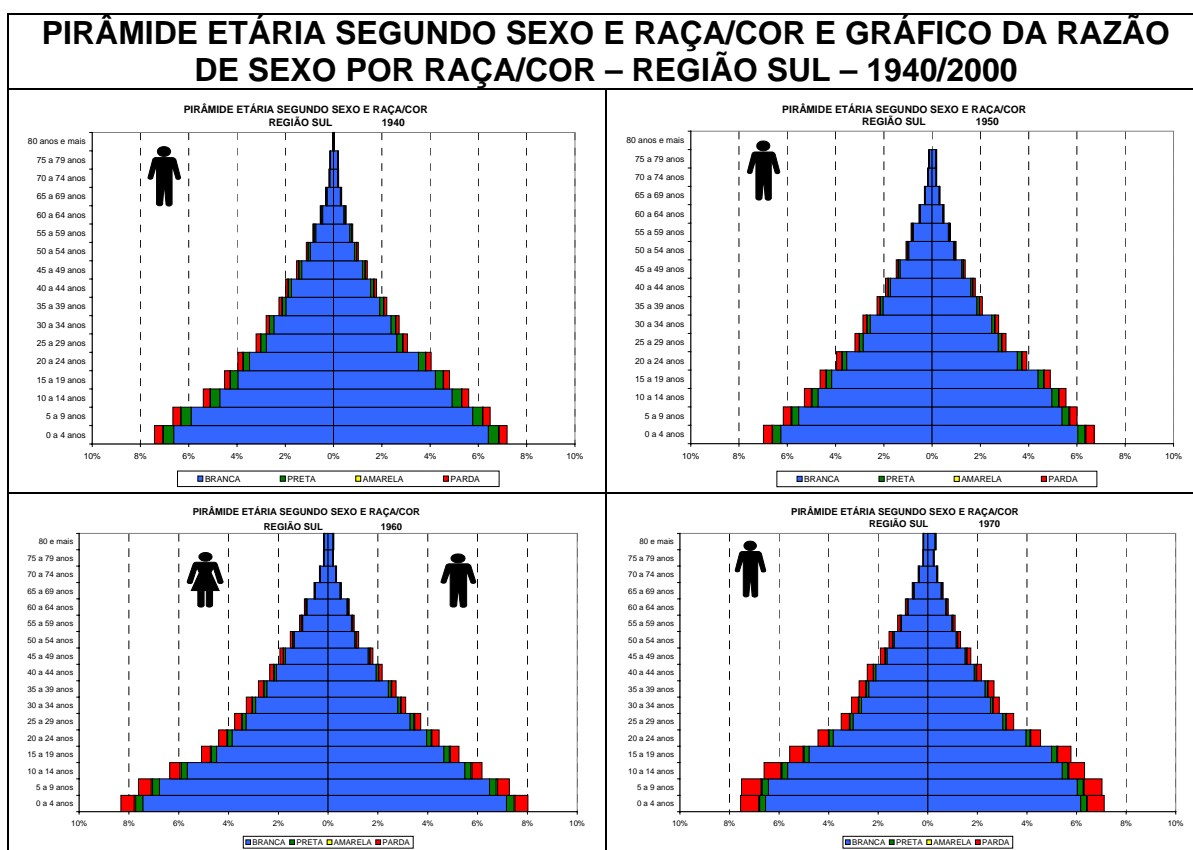 PIRÂMIDE ETÁRIA SEGUNDO SEXO E RAÇA/COR E GRÁFICO DA RAZÃO
DE SEXO POR RAÇA/COR – REGIÃO SUL – 1940/2000
PIRÂMIDE ETÁRIA SEGUNDO SEXO E RAÇA/COR
REGIÃO SUL 1940
80 anos e mais
75 a 79 anos
70 a 74 anos
65 a 69 anos
60 a 64 anos
55 a 59 anos
50 a 54 anos
45 a 49 anos
40 a 44 anos
35 a 39 anos
30 a 34 anos
25 a 29 anos
20 a 24 anos
15 a 19 anos
10 a 14 anos
5 a 9 anos
0 a 4 anos
10% 8% 6% 4% 2% 0% 2% 4% 6% 8% 10%
BRANCA PRETA AMARELA PARDA
PIRÂMIDE ETÁRIA SEGUNDO SEXO E RAÇA/COR
REGIÃO SUL 1950
80 anos e mais
75 a 79 anos
70 a 74 anos
65 a 69 anos
60 a 64 anos
55 a 59 anos
50 a 54 anos
45 a 49 anos
40 a 44 anos
35 a 39 anos
30 a 34 anos
25 a 29 anos
20 a 24 anos
15 a 19 anos
10 a 14 anos
5 a 9 anos
0 a 4 anos
10% 8% 6% 4% 2% 0% 2% 4% 6% 8% 10%
BRANCA PRETA AMARELA PARDA
PIRÂMIDE ETÁRIA SEGUNDO SEXO E RAÇA/COR
REGIÃO SUL 1960
80 e mais
75 a 79 anos
70 a 74 anos
65 a 69 anos
60 a 64 anos
55 a 59 anos
50 a 54 anos
45 a 49 anos
40 a 44 anos
35 a 39 anos
30 a 34 anos
25 a 29 anos
20 a 24 anos
15 a 19 anos
10 a 14 anos
5 a 9 anos
0 a 4 anos
10% 8% 6% 4% 2% 0% 2% 4% 6% 8% 10%
BRANCA PRETA AMARELA PARDA
PIRÂMIDE ETÁRIA SEGUNDO SEXO E RAÇA/COR
REGIÃO SUL 1970
80 e mais
75 a 79 anos
70 a 74 anos
65 a 69 anos
60 a 64 anos
55 a 59 anos
50 a 54 anos
45 a 49 anos
40 a 44 anos
35 a 39 anos
30 a 34 anos
25 a 29 anos
20 a 24 anos
15 a 19 anos
10 a 14 anos
5 a 9 anos
0 a 4 anos
10% 8% 6% 4% 2% 0% 2% 4% 6% 8% 10%
BRANCA PRETA AMARELA PARDA